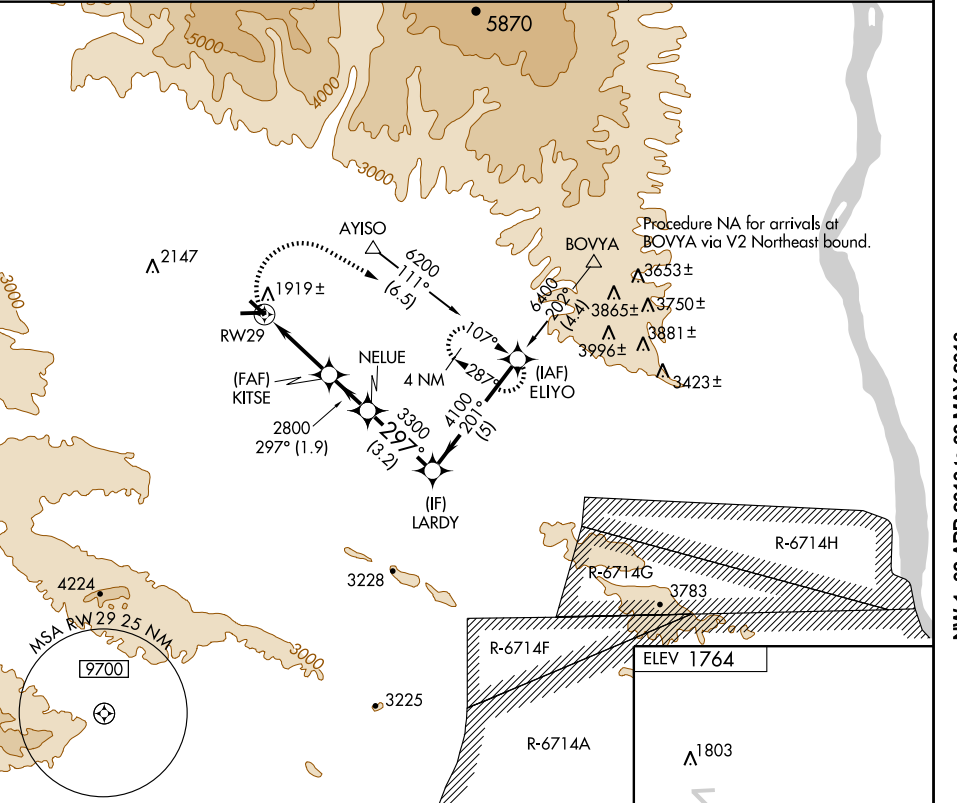 5870
5000
4000
3000
Procedure NA for arrivals at
BOVYA via V2 Northeast bound.
AYISO
BOVYA
2147
6200
111°
(6.5)
6400
202°
(4.4)
3653±
1919±
3865±
3750±
3000
RW29
107°
3881±
3996±
NELUE
(FAF)
KITSE
4 NM
287°
(IAF)
ELIYO
3423±
2800
297° (1.9)
3300
297°
(3.2)
4100
201°
(5)
(IF)
LARDY
R-6714H
4224
3228
R-6714G
3783
MSA RW 29 25 NM
9700
3000
R-6714F
ELEV 1764
3225
R-6714A
1803